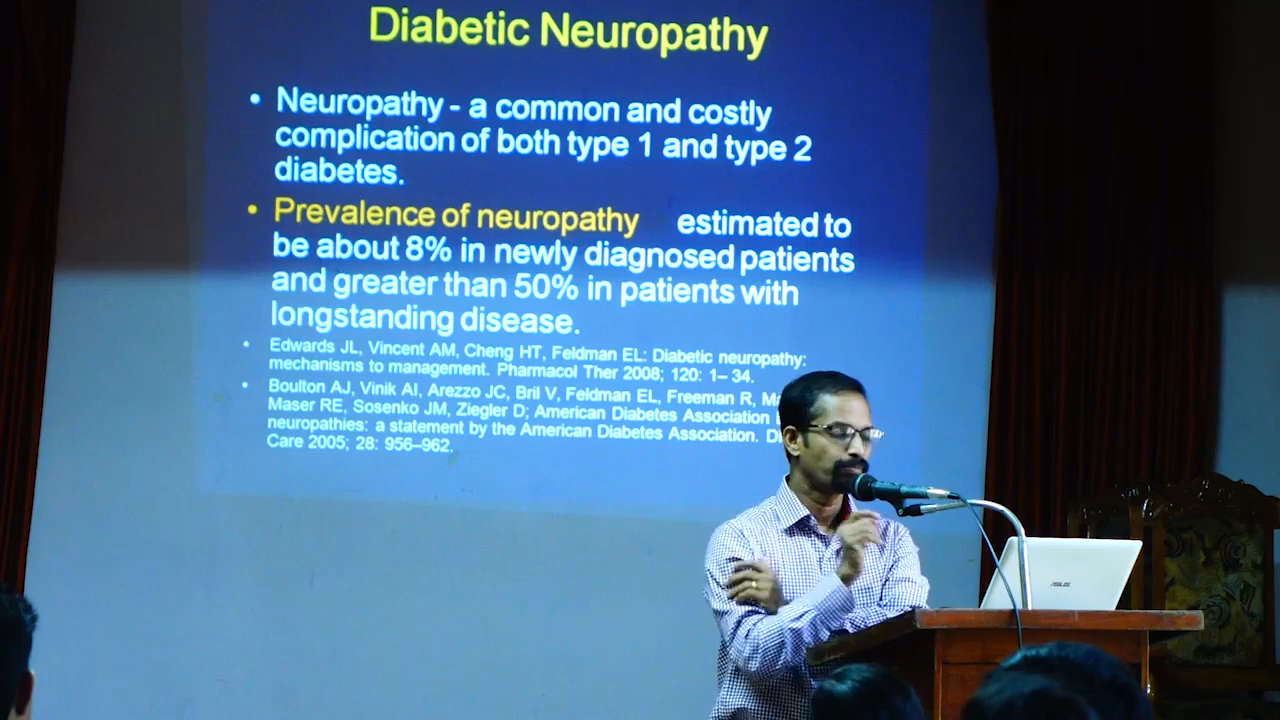 Diabetic Neuropathy
• Neuropathy - a common and costly
complication of both type 1 and type 2
diabetes.
• Prevalence of neuropathy estimated to
be about 8% in newly diagnosed patients
and greater than 50% in patients with
longstanding disease.
• Edwards JL, Vincent AM, Cheng HT, Feldman EL: Diabetic neuropathy:
mechanisms to management. Pharmacol Ther 2008; 120: 1– 34.
• Boulton AJ, Vinik AI, Arezzo JC, Bril V, Feldman EL, Freeman R,
Maser RE, Sosenko JM, Ziegler D; American Diabetes Association
neuropathies: a statement by the American Diabetes Association.
Care 2005; 28: 956–962.
ASUS